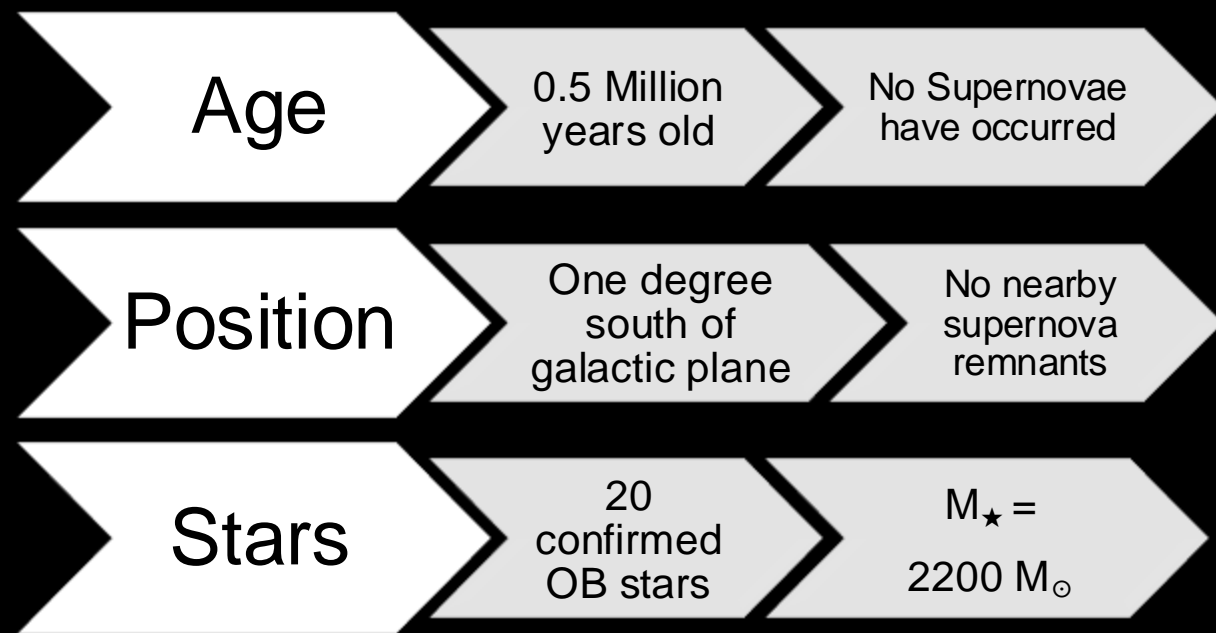 Age
0.5 Million
years old
No Supernovae
have occurred
Position
One degree
south of
galactic plane
No nearby
supernova
remnants
Stars
20
confirmed
OB stars
M★ =
2200 M☉